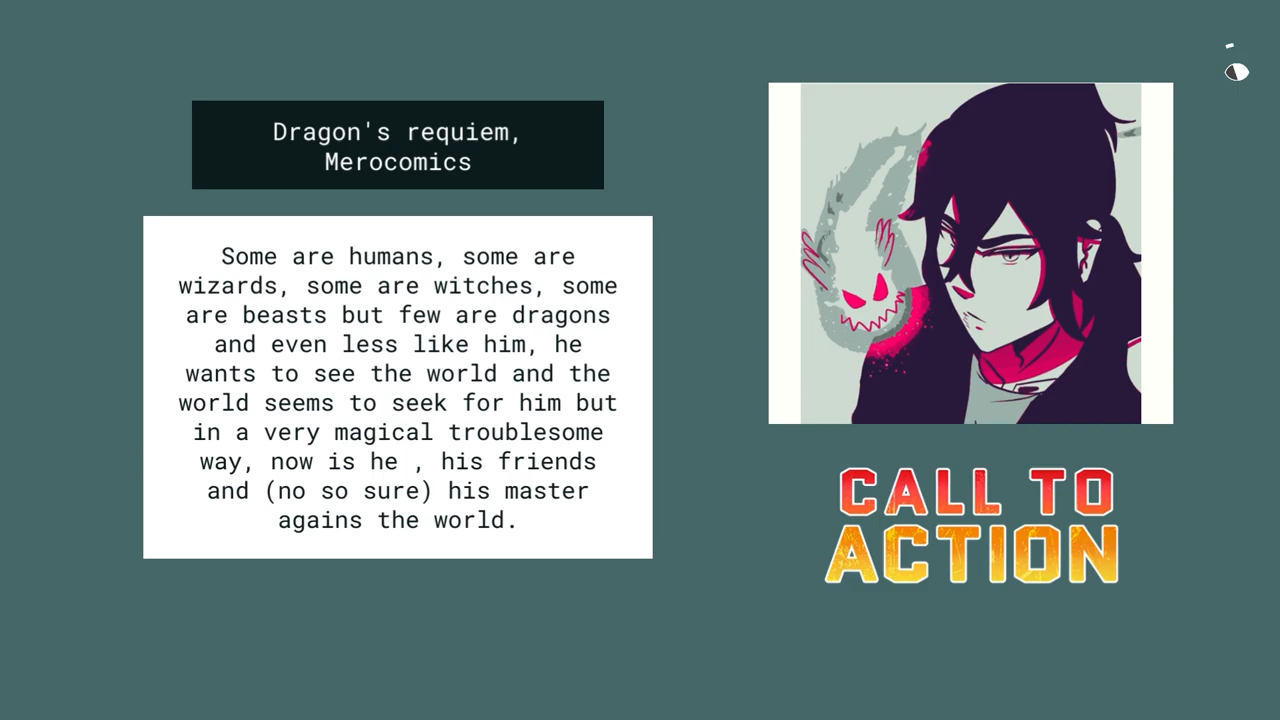 Dragon's requiem,
Merocomics
Some are humans, some are
wizards, some are witches, some
are beasts but few are dragons
and even less like him, he
wants to see the world and the
world seems to seek for him but
in a very magical troublesome
way, now is he , his friends
and (no so sure) his master
agains the world.
CALL TO
ACTION